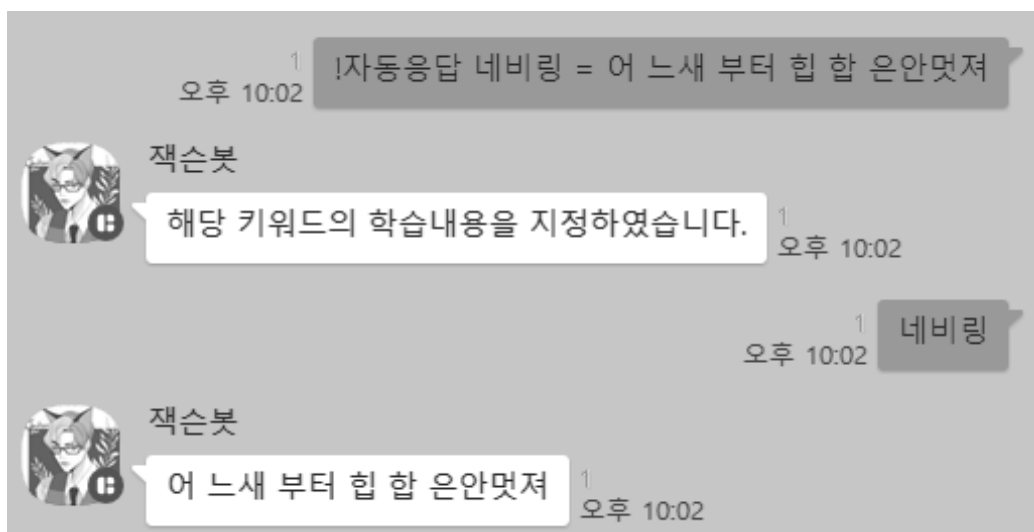 !자동응답 네비링 = 어 느새 부터 힙 합 은안멋져
1
오후 10:02
잭슨봇
해당 키워드의 학습내용을 지정하였습니다.
1
오후 10:02
네비링
1
오후 10:02
잭슨봇
어 느새 부터 힙 합 은안멋져
1
오후 10:02